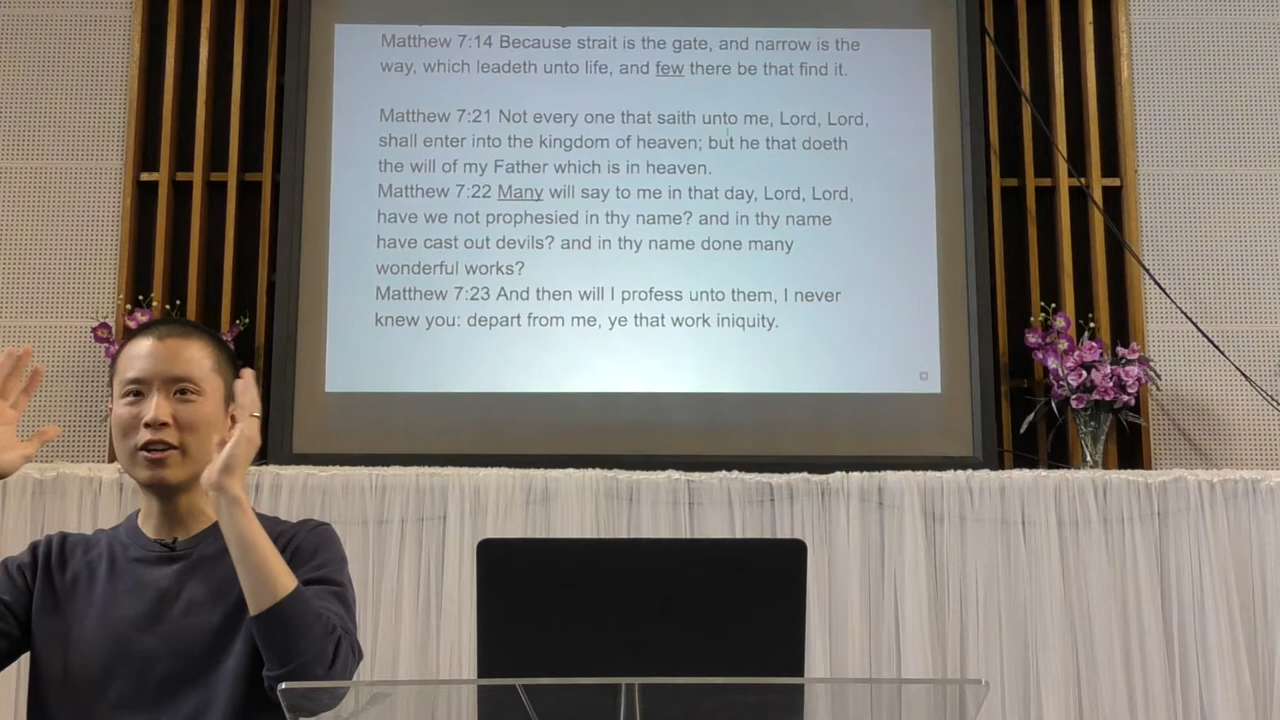 Matthew 7:14 Because strait is the gate, and narrow is the
way, which leadeth unto life, and few there be that find it.
Matthew 7:21 Not every one that saith unto me, Lord, Lord,
shall enter into the kingdom of heaven; but he that doeth
the will of my Father which is in heaven.
Matthew 7:22 Many will say to me in that day, Lord, Lord,
have we not prophesied in thy name? and in thy name
have cast out devils? and in thy name done many
wonderful works?
Matthew 7:23 And then will I profess unto them, I never
knew you: depart from me, ye that work iniquity.